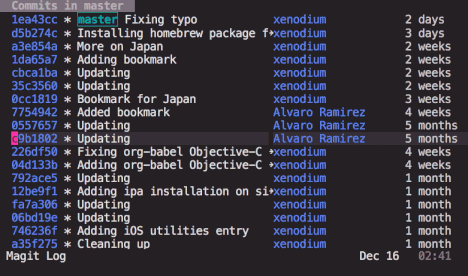 Commits in master
1ea43cc * master Fixing typo xenodium 2 days
d5b274c * Installing homebrew package f→xenodium 3 days
a3e854a * More on Japan xenodium 2 weeks
1da65a7 * Adding bookmark xenodium 2 weeks
cbca1ba * Updating xenodium 2 weeks
35c3560 * Updating xenodium 2 weeks
0cc1819 * Bookmark for Japan xenodium 3 weeks
7754942 * Added bookmark Alvaro Ramirez 4 weeks
0557657 * Updating Alvaro Ramirez 5 months
c9b1802 * Updating Alvaro Ramirez 5 months
226df50 * Fixing org-babel Objective-C →xenodium 4 weeks
04d133b * Adding org-babel Objective-C →xenodium 4 weeks
792ace5 * Updating xenodium 1 month
12be9f1 * Adding ipa installation on si→xenodium 1 month
fa7a306 * Updating xenodium 1 month
06bd19e * Updating xenodium 1 month
746236f * Adding iOS utilities entry xenodium 1 month
a35f275 * Cleaning up xenodium 1 month
Magit Log Dec 16 02:41